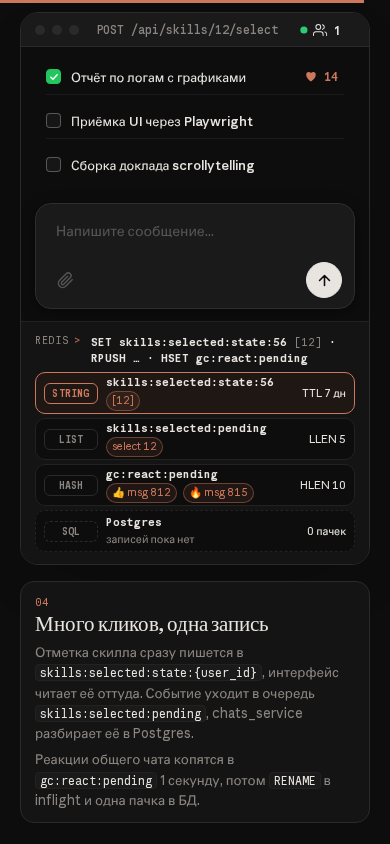 POST /api/skills/12/select 1
Отчёт по логам с графиками 14
Приёмка UI через Playwright
Сборка доклада scrollytelling
Напишите сообщение…
REDIS > SET skills:selected:state:56 [12] ·
RPUSH … · HSET gc:react:pending
STRING skills:selected:state:56 [12] TTL 7 дн
LIST skills:selected:pending select 12 LLEN 5
HASH gc:react:pending 👍 msg 812 🔥 msg 815 HLEN 10
SQL Postgres записей пока нет 0 пачек
04
Много кликов, одна запись
Отметка скилла сразу пишется в
skills:selected:state:{user_id}, интерфейс
читает её оттуда. Событие уходит в очередь
skills:selected:pending, chats_service
разбирает её в Postgres.
Реакции общего чата копятся в
gc:react:pending 1 секунду, потом RENAME в
inflight и одна пачка в БД.